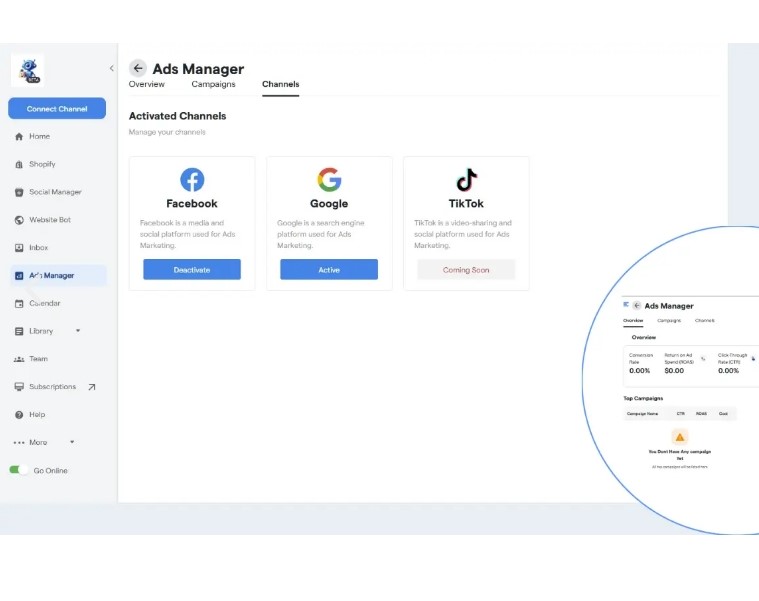 BETA
Ads Manager
Overview Campaigns Channels
Connect Channel
Activated Channels
Manage your channels
Home
Shopify
Social Manager
Website Bot
Inbox
Ads Manager
Calendar
Library
Team
Subscriptions
Help
More
Go Online
Facebook
Facebook is a media and
social platform used for Ads
Marketing.
Deactivate
Google
Google is a search engine
platform used for Ads
Marketing.
Active
TikTok
TikTok is a video-sharing and
social platform used for Ads
Marketing.
Coming Soon
Ads Manager
Overview Campaigns Channels
Overview
Conversion
Rate
0.00%
Return on Ad
Spend (ROAS)
$0.00
Click Through
Rate (CTR)
0.00%
Top Campaigns
Campaign Name CTR ROAS Goal
You Dont Have Any campaign
Yet